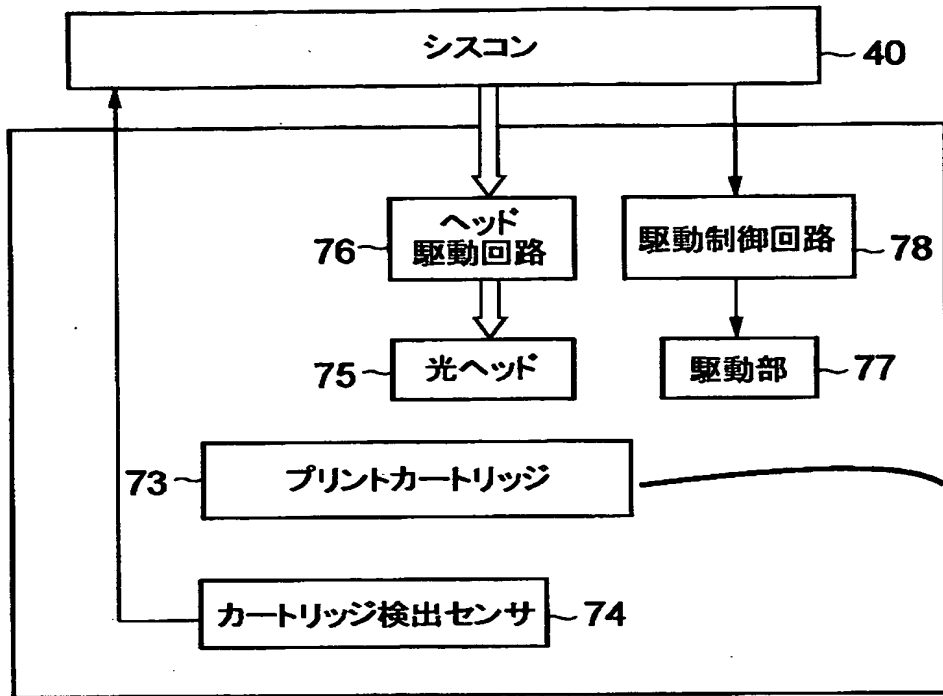 シスコン
40
ヘッド
駆動回路
76
駆動制御回路
78
光ヘッド
75
駆動部
77
プリントカートリッジ
73
カートリッジ検出センサ
74